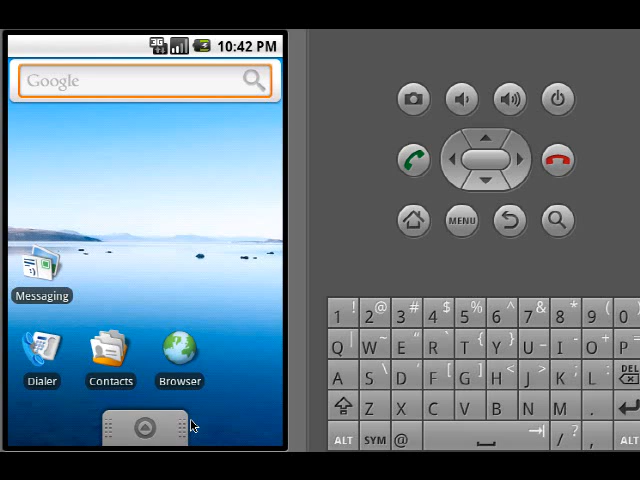 3G 10:42 PM
Google
Messaging
Dialer Contacts Browser
MENU
1 ! 2 @ 3 # 4 $ 5 % 6 ^ 7 & 8 * 9 ( 0
Q | W ~ E " R ` T { Y } U _ I - O + P =
A S \ D ' F [ G ] H < J > K ; L : DEL
Z X C V B N M .
ALT SYM @ / ? , ALT